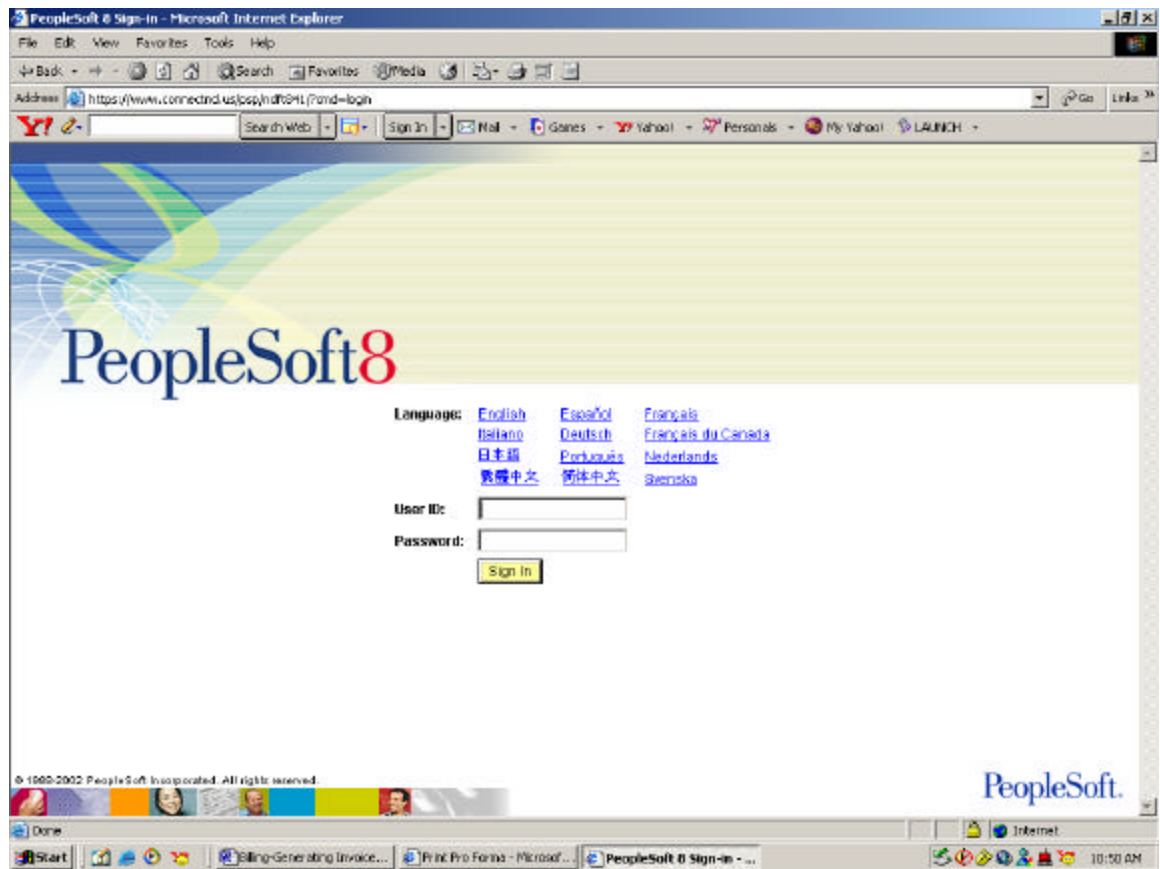 PeopleSoft 8 Sign-in - Microsoft Internet Explorer
File Edit View Favorites Tools Help
Back Search Favorites Media
Address https://www.connectnd.us/psp/ndft841/?cmd=login Go Links
Y! Search Web Sign In Mail Games Yahoo! Personals My Yahoo! LAUNCH
PeopleSoft8
Language: English Español Français
Italiano Deutsch Français du Canada
日本語 Português Nederlands
繁體中文 简体中文 Svenska
User ID:
Password:
Sign In
© 1999-2002 PeopleSoft Incorporated. All rights reserved.
PeopleSoft.
Done Internet
Start Billing-Generating Invoice... Print Pro Forma - Microsof... PeopleSoft 8 Sign-in - ... 10:50 AM